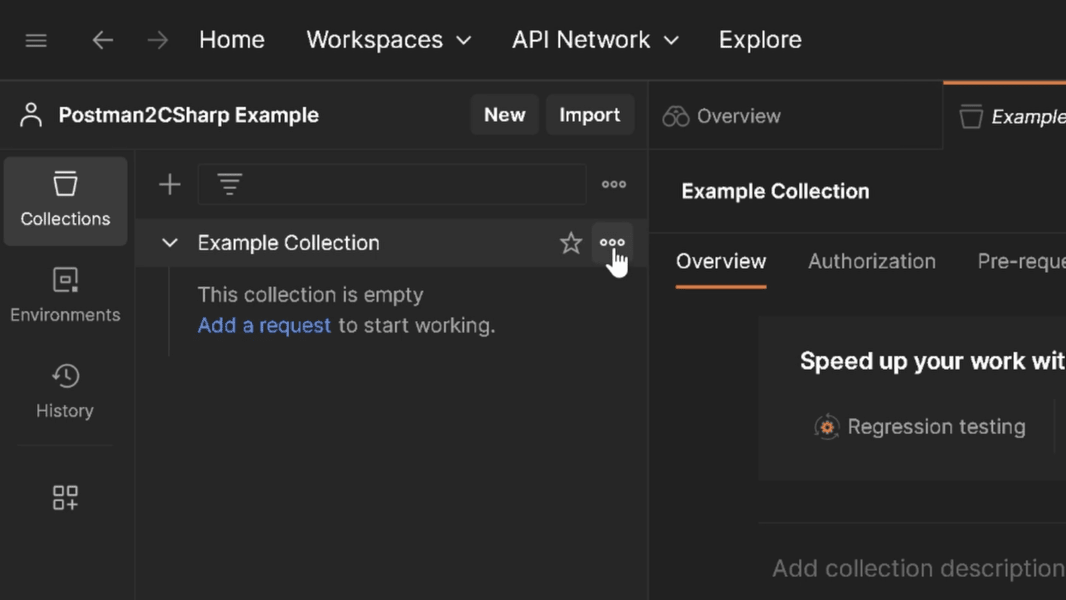 Home Workspaces API Network Explore
Postman2CSharp Example New Import
Overview Example
Collections
Example Collection
Example Collection
Overview Authorization Pre-reque
This collection is empty
Add a request to start working.
Environments
History
Speed up your work wit
Regression testing
Add collection description